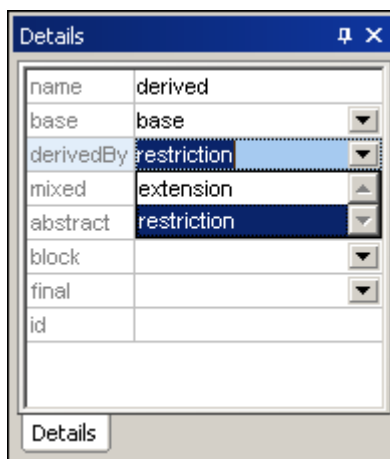 Details
name derived
base base
derivedBy restriction
mixed extension
abstract restriction
block
final
id
Details